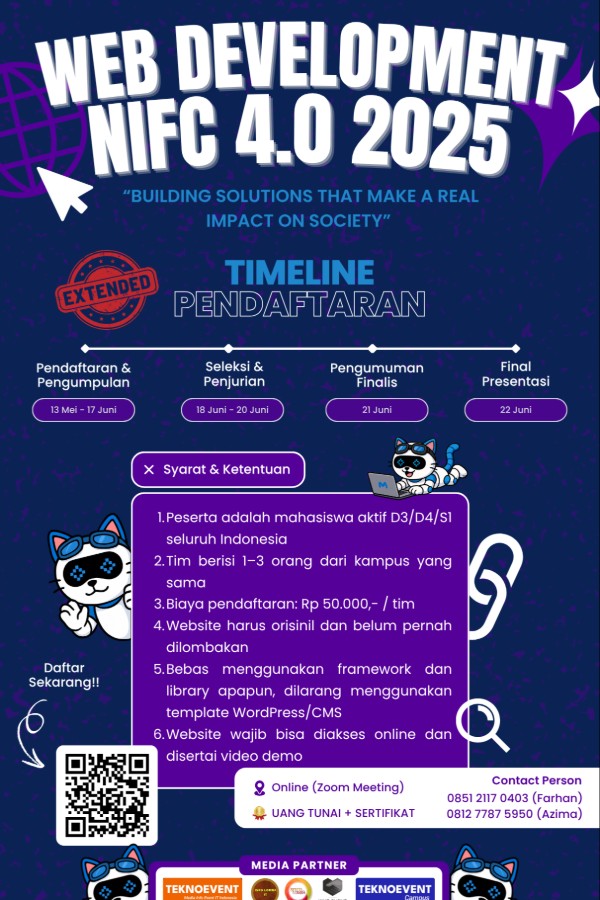 WEB DEVELOPMENT
NIFC 4.0 2025
“BUILDING SOLUTIONS THAT MAKE A REAL
IMPACT ON SOCIETY”
EXTENDED
TIMELINE
PENDAFTARAN
Pendaftaran &
Pengumpulan
13 Mei - 17 Juni
Seleksi &
Penjurian
18 Juni - 20 Juni
Pengumuman
Finalis
21 Juni
Final
Presentasi
22 Juni
Syarat & Ketentuan
1. Peserta adalah mahasiswa aktif D3/D4/S1
seluruh Indonesia
2. Tim berisi 1–3 orang dari kampus yang
sama
3. Biaya pendaftaran: Rp 50.000,- / tim
4. Website harus orisinil dan belum pernah
dilombakan
5. Bebas menggunakan framework dan
library apapun, dilarang menggunakan
template WordPress/CMS
6. Website wajib bisa diakses online dan
disertai video demo
Daftar
Sekarang!!
Online (Zoom Meeting)
UANG TUNAI + SERTIFIKAT
Contact Person
0851 2117 0403 (Farhan)
0812 7787 5950 (Azima)
MEDIA PARTNER
TEKNOEVENT
TEKNOEVENT
Campus